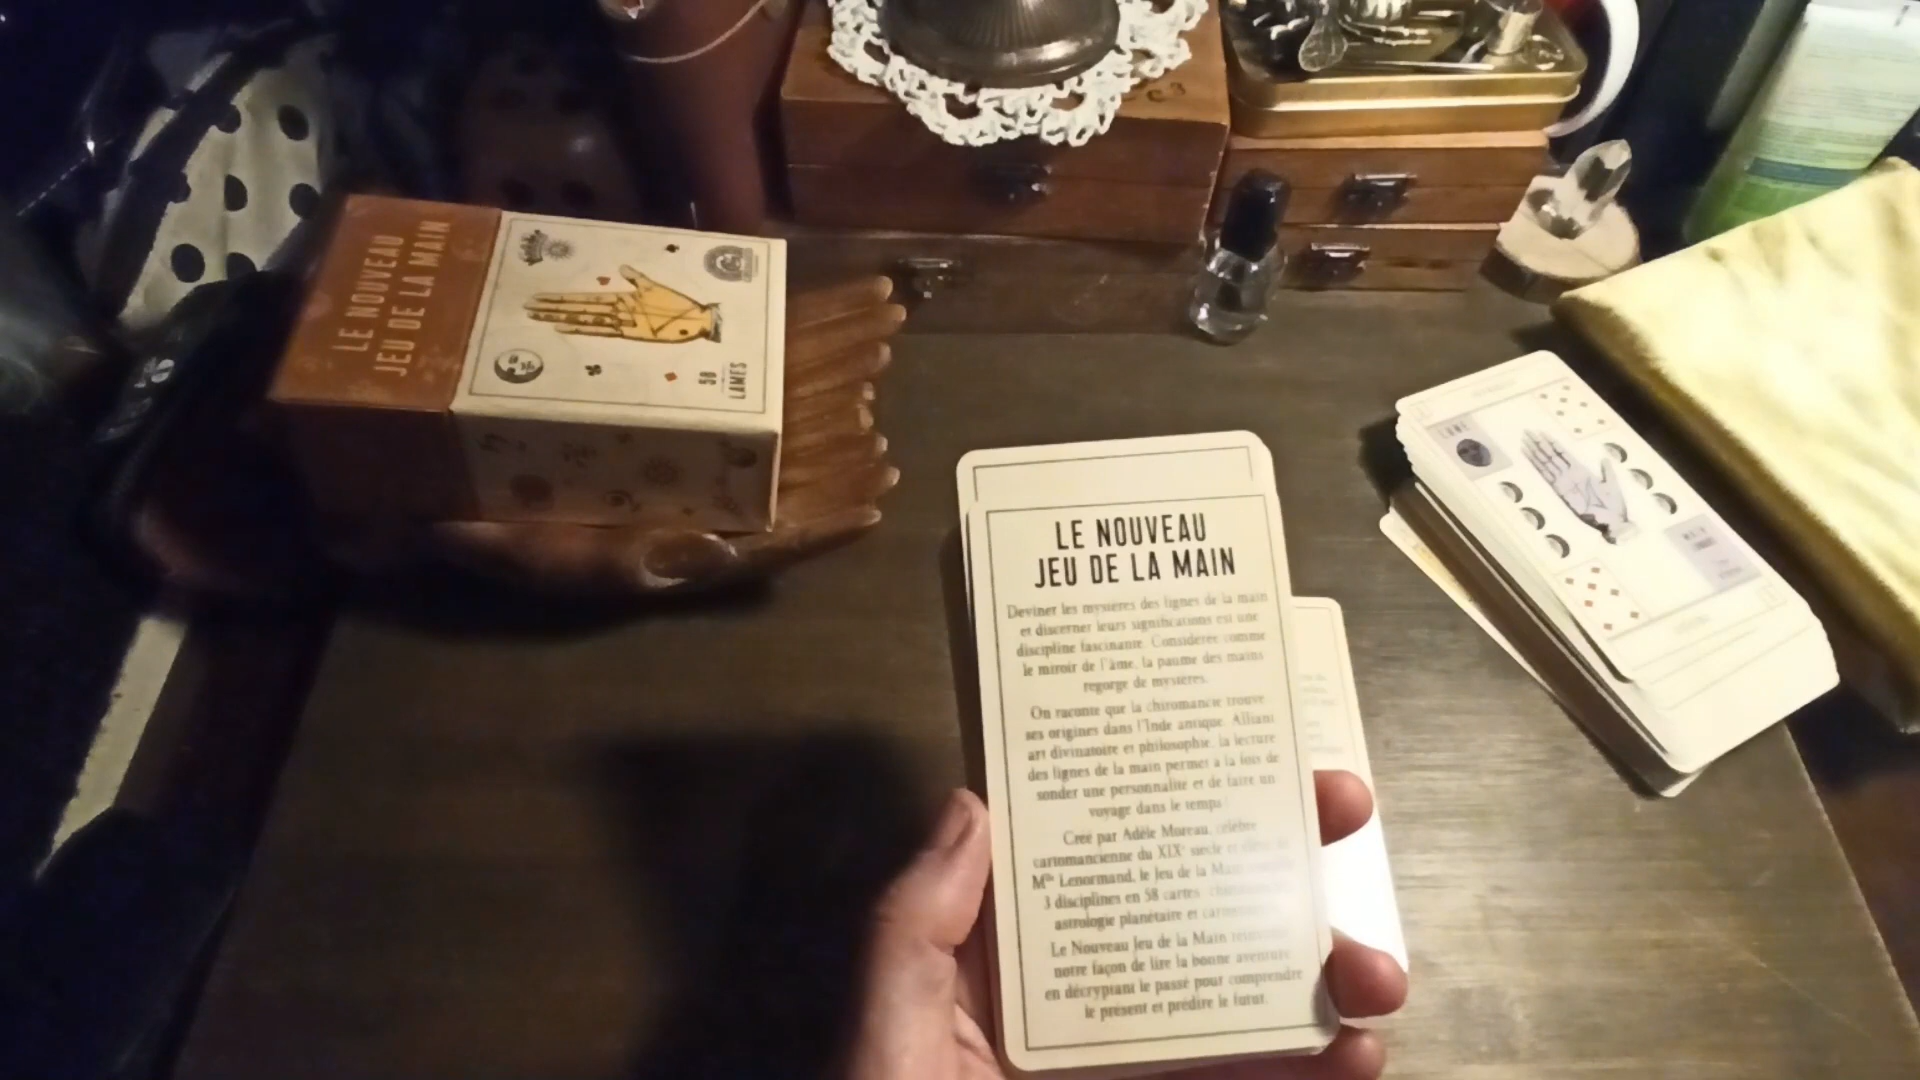 LE NOUVEAU
JEU DE LA MAIN
58
LAMES
LE NOUVEAU
JEU DE LA MAIN
Deviner les mystères des lignes de la main
et discerner leurs significations est une
discipline fascinante. Considérée comme
le miroir de l'âme, la paume des mains
regorge de mystères.
On raconte que la chiromancie trouve
ses origines dans l'Inde antique. Alliant
art divinatoire et philosophie, la lecture
des lignes de la main permet à la fois de
sonder une personnalité et de faire un
voyage dans le temps !
Créé par Adèle Moreau, célèbre
cartomancienne du XIXe siècle et
Mlle Lenormand, le Jeu de la Main
3 disciplines en 58 cartes :
astrologie planétaire et
Le Nouveau Jeu de la Main
notre façon de lire la bonne aventure
en décryptant le passé pour comprendre
le présent et prédire le futur.
LAME